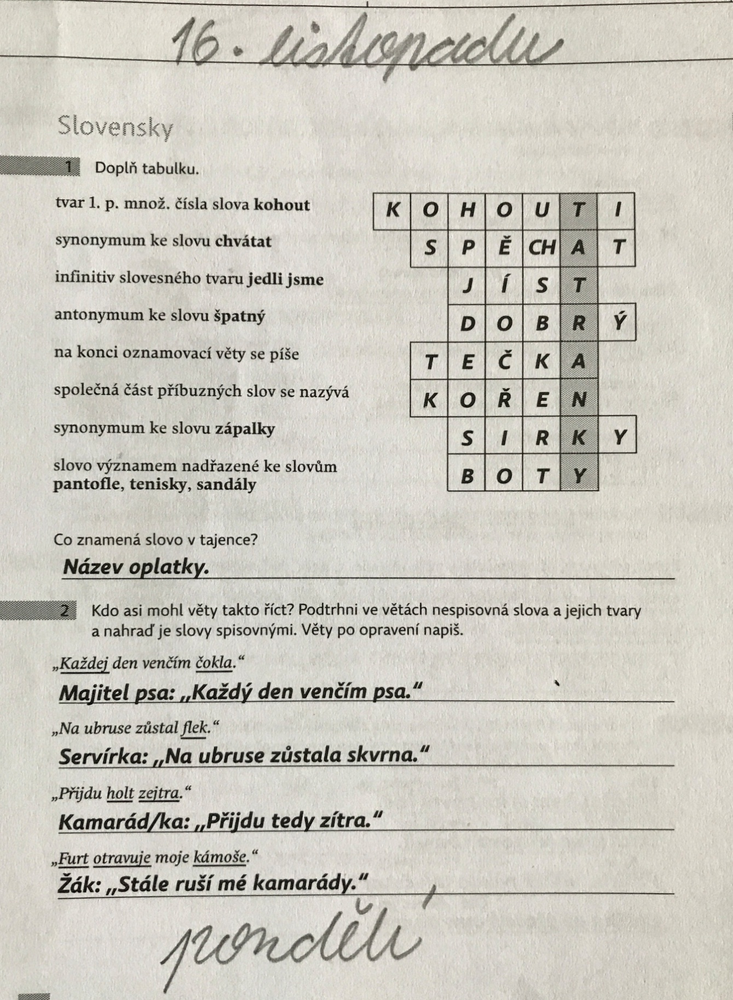 16. listopadu
Slovensky
1 Doplň tabulku.
tvar 1. p. množ. čísla slova kohout K O H O U T I
synonymum ke slovu chvátat S P Ě CH A T
infinitiv slovesného tvaru jedli jsme J Í S T
antonymum ke slovu špatný D O B R Ý
na konci oznamovací věty se píše T E Č K A
společná část příbuzných slov se nazývá K O Ř E N
synonymum ke slovu zápalky S I R K Y
slovo významem nadřazené ke slovům B O T Y
pantofle, tenisky, sandály
Co znamená slovo v tajence?
Název oplatky.
2 Kdo asi mohl věty takto říct? Podtrhni ve větách nespisovná slova a jejich tvary
a nahraď je slovy spisovnými. Věty po opravení napiš.
„Každej den venčím čokla.“
Majitel psa: „Každý den venčím psa.“
„Na ubruse zůstal flek.“
Servírka: „Na ubruse zůstala skvrna.“
„Přijdu holt zejtra.“
Kamarád/ka: „Přijdu tedy zítra.“
„Furt otravuje moje kámoše.“
Žák: „Stále ruší mé kamarády.“
pondělí